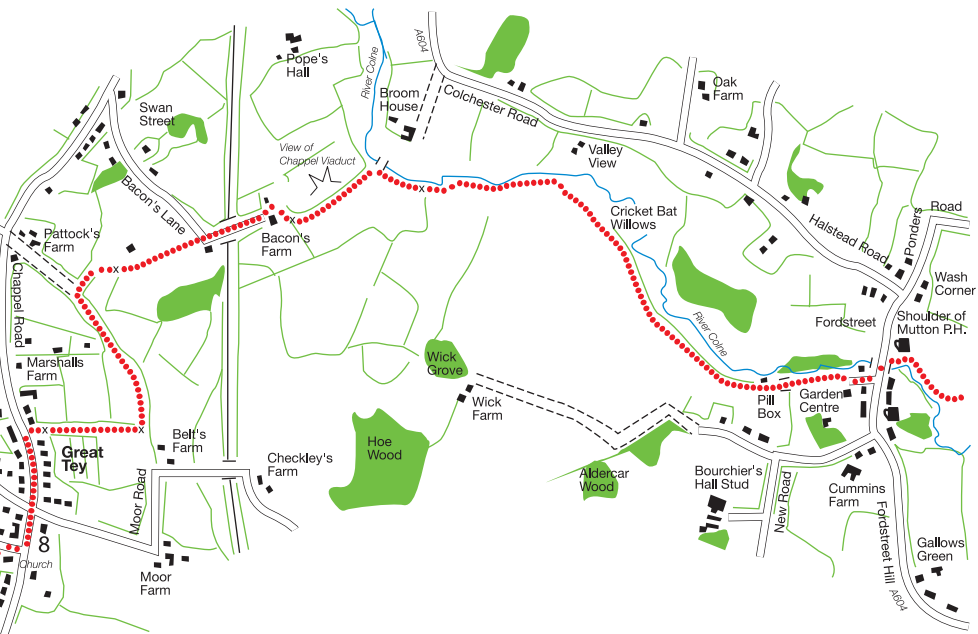 Pope's
Hall
River Colne
A604
Broom
House
Colchester Road
Oak
Farm
Swan
Street
View of
Chappel Viaduct
Valley
View
Bacon's Lane
Bacon's
Farm
Cricket Bat
Willows
Halstead Road
Ponders
Road
Pattock's
Farm
Chappel Road
Wash
Corner
Fordstreet
Shoulder of
Mutton P.H.
River Colne
Marshalls
Farm
Wick
Grove
Wick
Farm
Pill
Box
Garden
Centre
Great
Tey
Belt's
Farm
Hoe
Wood
Checkley's
Farm
Aldercar
Wood
Bourchier's
Hall Stud
Moor Road
New Road
Cummins
Farm
Fordstreet Hill
A604
8
Church
Moor
Farm
Gallows
Green
x
x
x
x
x
x